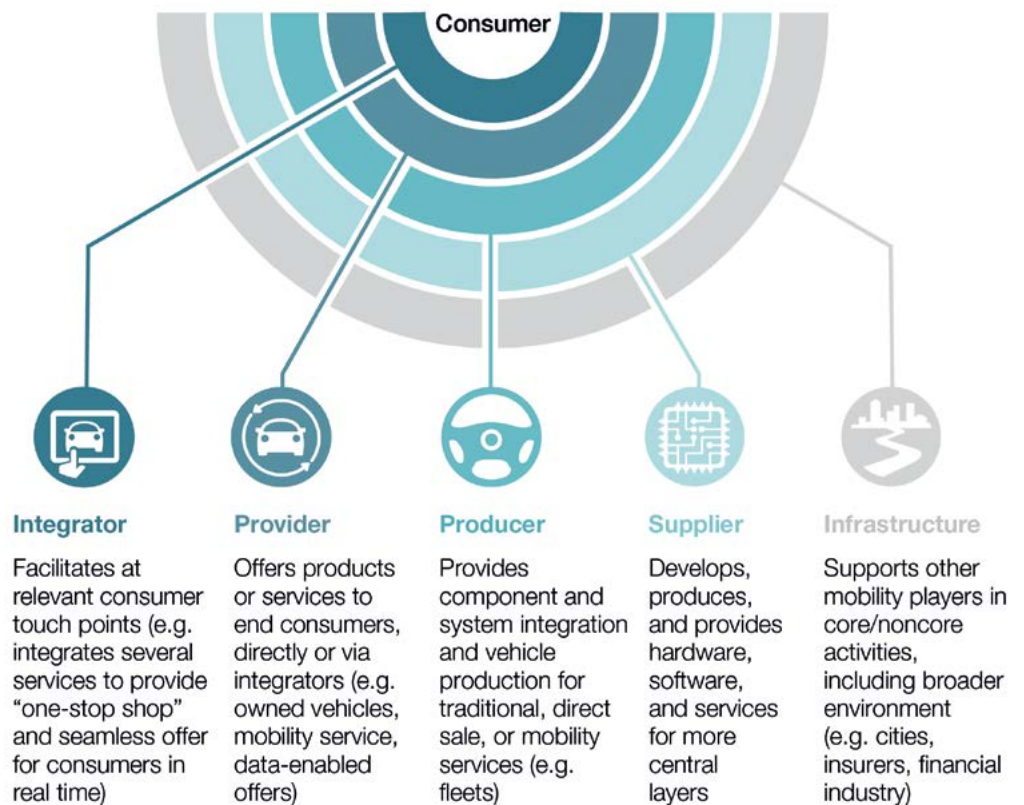 Consumer
Integrator
Facilitates at
relevant consumer
touch points (e.g.
integrates several
services to provide
“one-stop shop”
and seamless offer
for consumers in
real time)
Provider
Offers products
or services to
end consumers,
directly or via
integrators (e.g.
owned vehicles,
mobility service,
data-enabled
offers)
Producer
Provides
component and
system integration
and vehicle
production for
traditional, direct
sale, or mobility
services (e.g.
fleets)
Supplier
Develops,
produces,
and provides
hardware,
software,
and services
for more
central
layers
Infrastructure
Supports other
mobility players in
core/noncore
activities,
including broader
environment
(e.g. cities,
insurers, financial
industry)